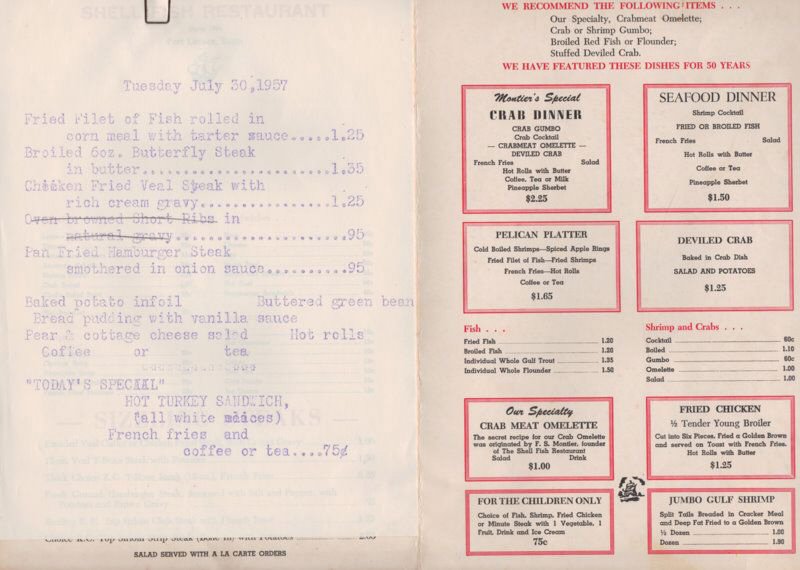 SHELL FISH RESTAURANT
Tuesday July 30,1957
Fried Filet of Fish rolled in
corn meal with tarter sauce.....1.25
Broiled 6oz. Butterfly Steak
in butter......................1.35
Chicken Fried Veal Steak with
rich cream gravy................1.25
Oven browned Short Ribs in
natural gravy..................95
Pan Fried Hamburger Steak
smothered in onion sauce..........95
Baked potato infoil Buttered green bean
Bread pudding with vanilla sauce
Pear & cottage cheese salad Hot rolls
Coffee or tea
"TODAY'S SPECIAL"
HOT TURKEY SANDWICH,
(all white slices)
French fries and
coffee or tea....75¢
SALAD SERVED WITH A LA CARTE ORDERS
WE RECOMMEND THE FOLLOWING ITEMS . . .
Our Specialty, Crabmeat Omelette;
Crab or Shrimp Gumbo;
Broiled Red Fish or Flounder;
Stuffed Deviled Crab.
WE HAVE FEATURED THESE DISHES FOR 50 YEARS
Montier's Special
CRAB DINNER
CRAB GUMBO
Crab Cocktail
— CRABMEAT OMELETTE —
DEVILED CRAB
French Fries Salad
Hot Rolls with Butter
Coffee, Tea or Milk
Pineapple Sherbet
$2.25
SEAFOOD DINNER
Shrimp Cocktail
FRIED OR BROILED FISH
French Fries Salad
Hot Rolls with Butter
Coffee or Tea
Pineapple Sherbet
$1.50
PELICAN PLATTER
Cold Boiled Shrimps—Spiced Apple Rings
Fried Filet of Fish—Fried Shrimps
French Fries—Hot Rolls
Coffee or Tea
$1.65
DEVILED CRAB
Baked in Crab Dish
SALAD AND POTATOES
$1.25
Fish . . .
Fried Fish 1.20
Broiled Fish 1.20
Individual Whole Gulf Trout 1.35
Individual Whole Flounder 1.50
Shrimp and Crabs . . .
Cocktail 60c
Boiled 1.10
Gumbo 60c
Omelette 1.00
Salad 1.00
Our Specialty
CRAB MEAT OMELETTE
The secret recipe for our Crab Omelette
was originated by F. S. Montier, founder
of The Shell Fish Restaurant
Salad Drink
$1.00
FRIED CHICKEN
½ Tender Young Broiler
Cut into Six Pieces, Fried a Golden Brown
and served on Toast with French Fries.
Hot Rolls with Butter
$1.25
FOR THE CHILDREN ONLY
Choice of Fish, Shrimp, Fried Chicken
or Minute Steak with 1 Vegetable, 1
Fruit, Drink and Ice Cream
75c
JUMBO GULF SHRIMP
Split Tails Breaded in Cracker Meal
and Deep Fat Fried to a Golden Brown
½ Dozen 1.00
Dozen 1.90